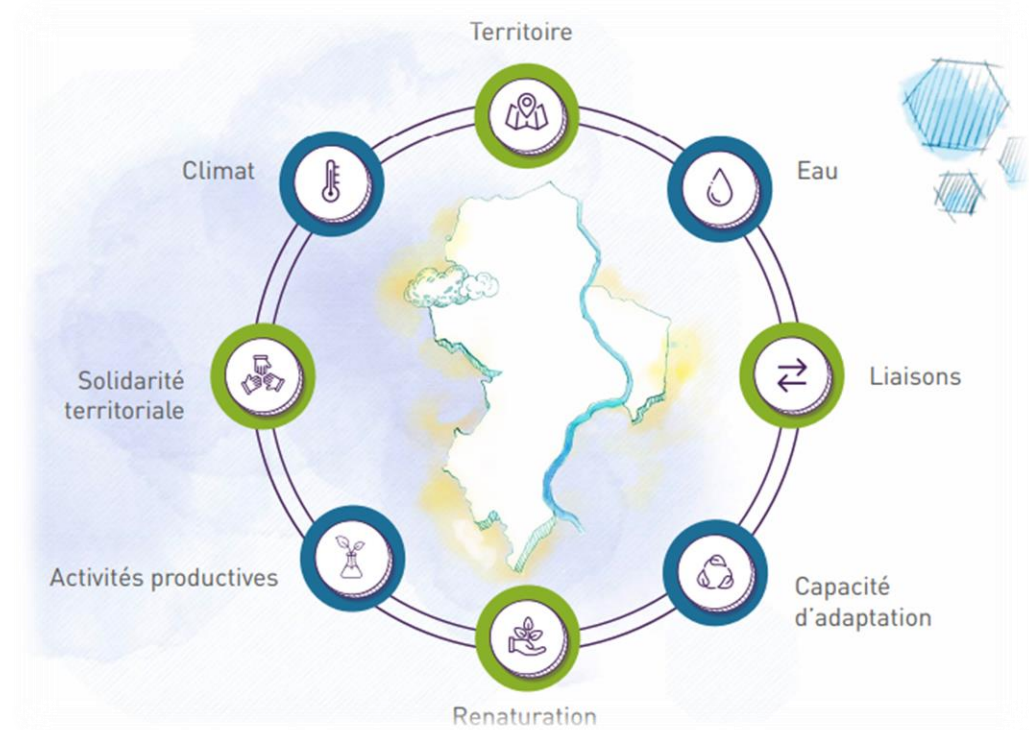 Territoire
Climat
Eau
Solidarité
territoriale
Liaisons
Activités productives
Capacité
d'adaptation
Renaturation